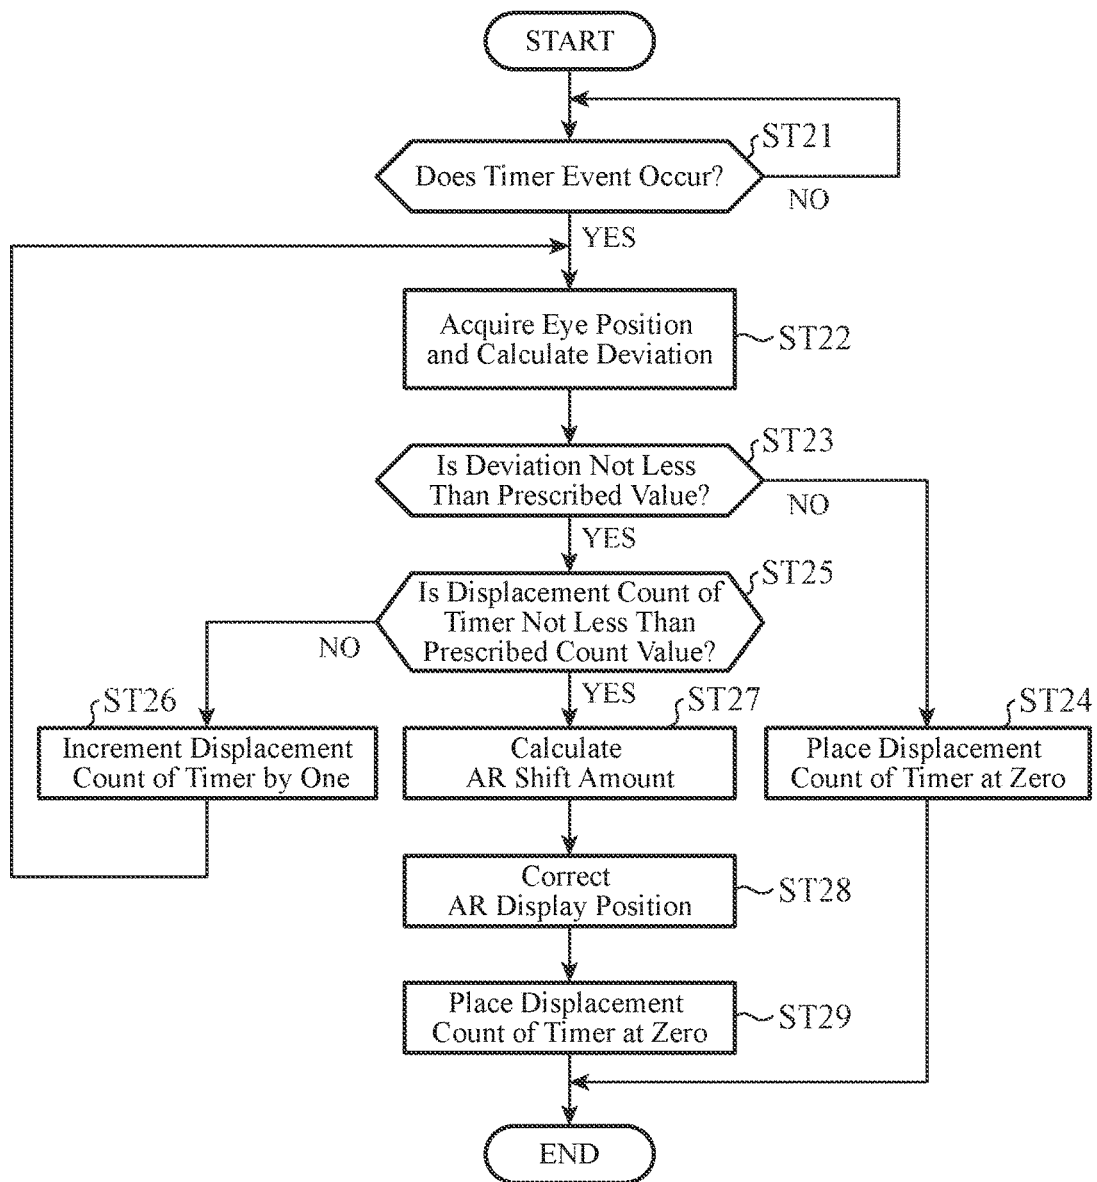 START
ST21
Does Timer Event Occur?
NO
YES
Acquire Eye Position
and Calculate Deviation
ST22
ST23
Is Deviation Not Less
Than Prescribed Value?
NO
YES
ST25
Is Displacement Count of
Timer Not Less Than
Prescribed Count Value?
NO
YES
ST26
Increment Displacement
Count of Timer by One
ST27
Calculate
AR Shift Amount
ST24
Place Displacement
Count of Timer at Zero
Correct
AR Display Position
ST28
Place Displacement
Count of Timer at Zero
ST29
END